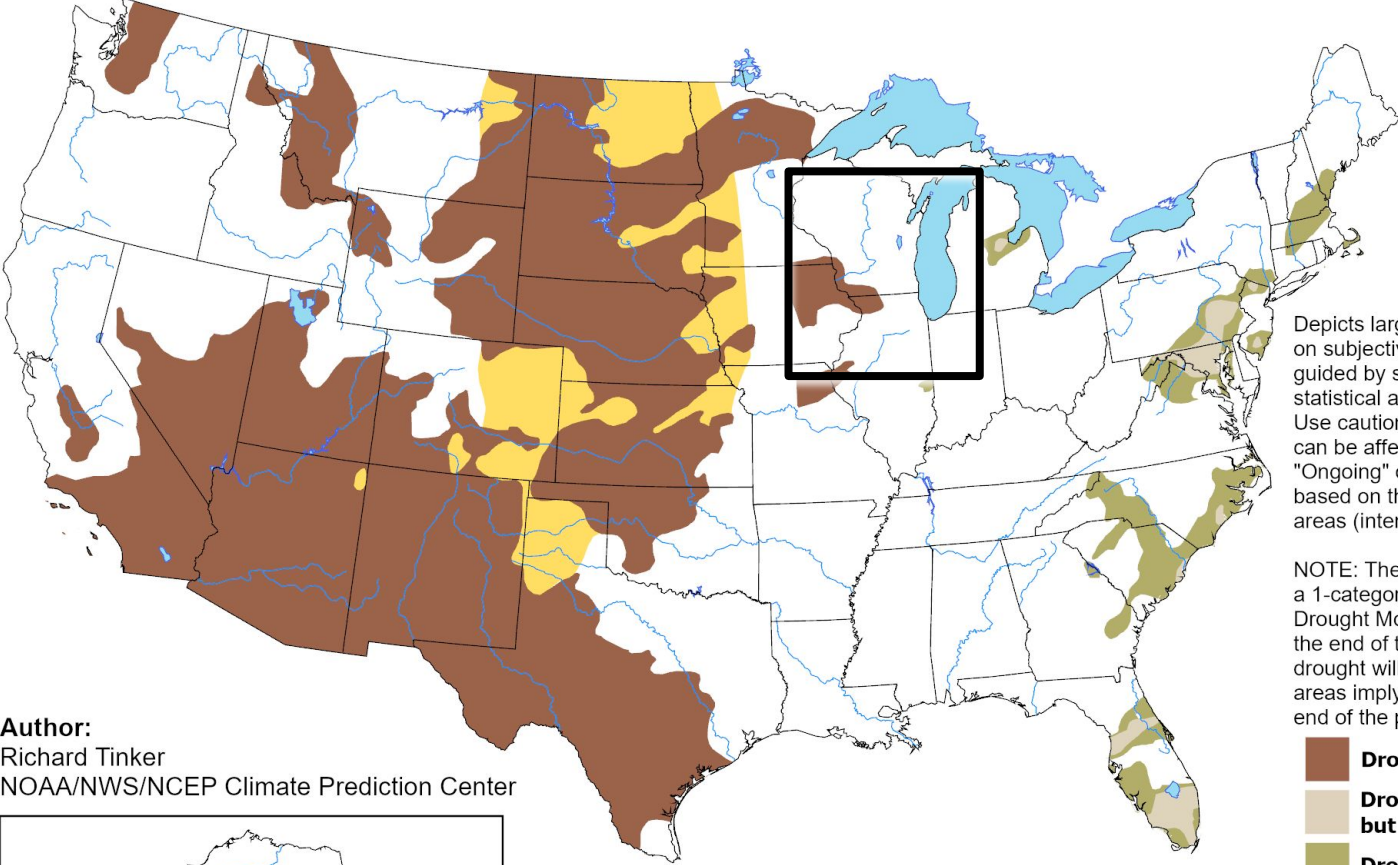 Depicts larg
on subjectiv
guided by s
statistical a
Use caution
can be affe
"Ongoing" d
based on th
areas (inter
NOTE: The
a 1-categor
Drought Mo
the end of t
drought will
areas imply
end of the p
Author:
Richard Tinker
NOAA/NWS/NCEP Climate Prediction Center
Dro
Dro
but